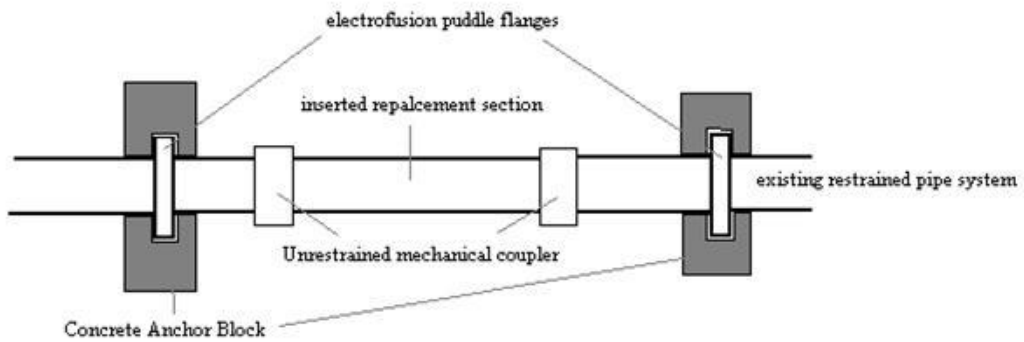 electrofusion puddle flanges
inserted repalcement section
existing restrained pipe system
Unrestrained mechanical coupler
Concrete Anchor Block